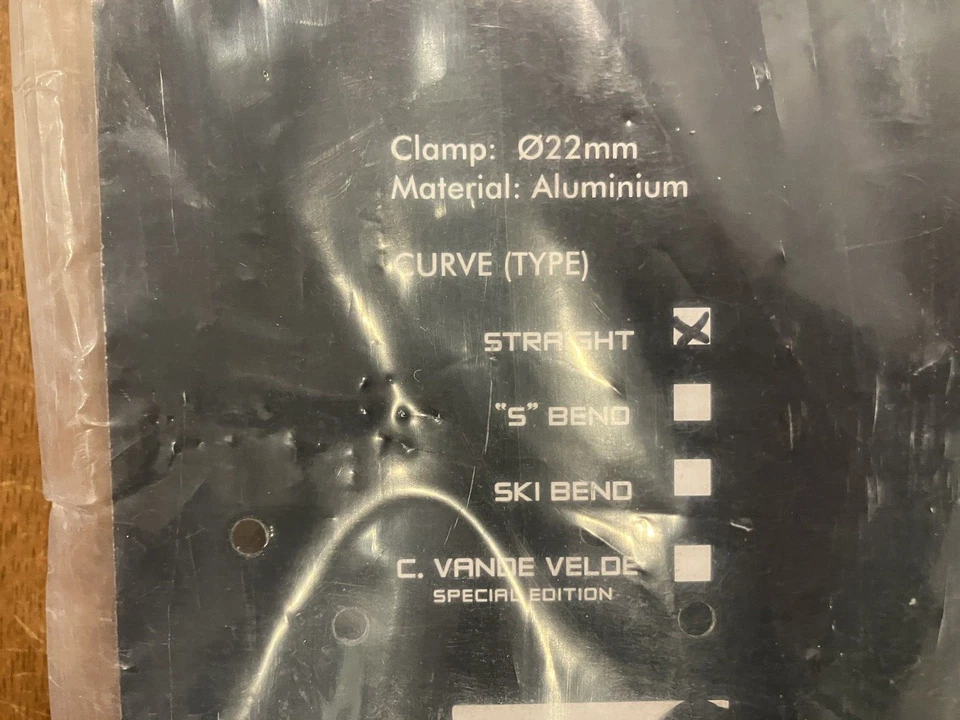 Clamp: Ø22mm
Material: Aluminium
CURVE (TYPE)
STRAIGHT
"S" BEND
SKI BEND
C. VANDE VELDE
SPECIAL EDITION